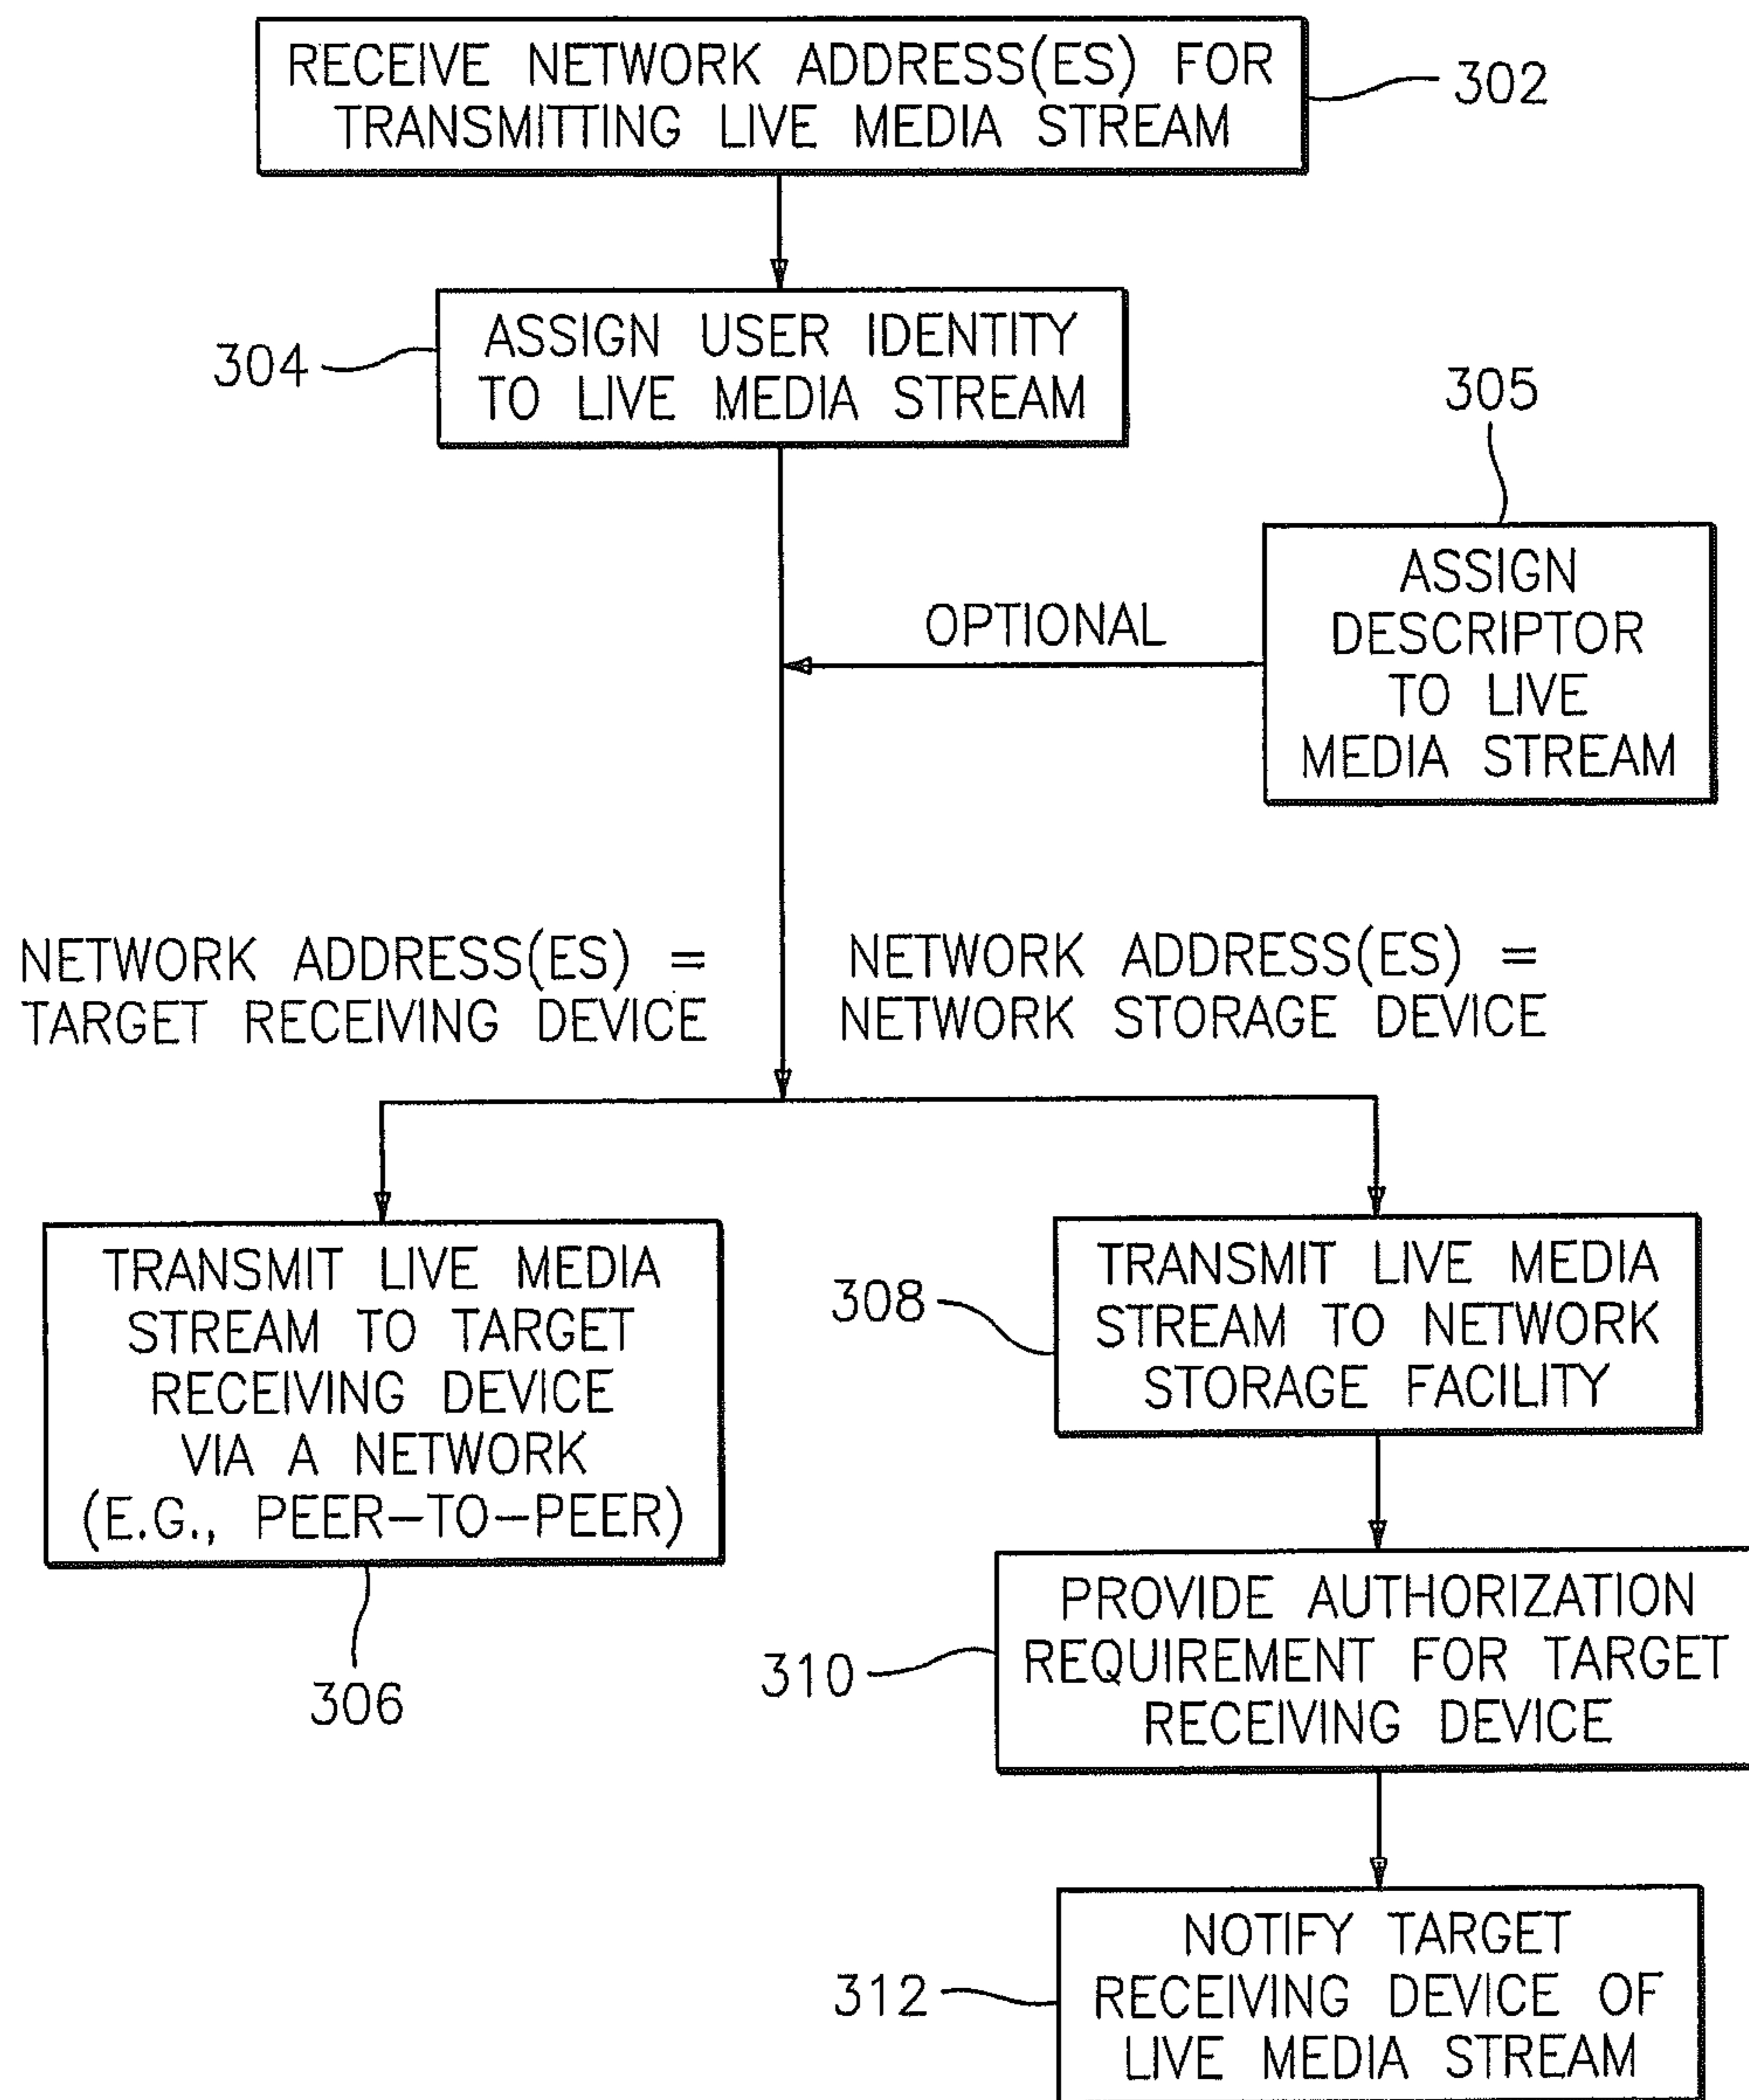 RECEIVE NETWORK ADDRESS(ES) FOR
TRANSMITTING LIVE MEDIA STREAM
302
304
ASSIGN USER IDENTITY
TO LIVE MEDIA STREAM
305
ASSIGN
DESCRIPTOR
TO LIVE
MEDIA STREAM
OPTIONAL
NETWORK ADDRESS(ES) =
TARGET RECEIVING DEVICE
NETWORK ADDRESS(ES) =
NETWORK STORAGE DEVICE
TRANSMIT LIVE MEDIA
STREAM TO TARGET
RECEIVING DEVICE
VIA A NETWORK
(E.G., PEER-TO-PEER)
306
308
TRANSMIT LIVE MEDIA
STREAM TO NETWORK
STORAGE FACILITY
310
PROVIDE AUTHORIZATION
REQUIREMENT FOR TARGET
RECEIVING DEVICE
312
NOTIFY TARGET
RECEIVING DEVICE OF
LIVE MEDIA STREAM